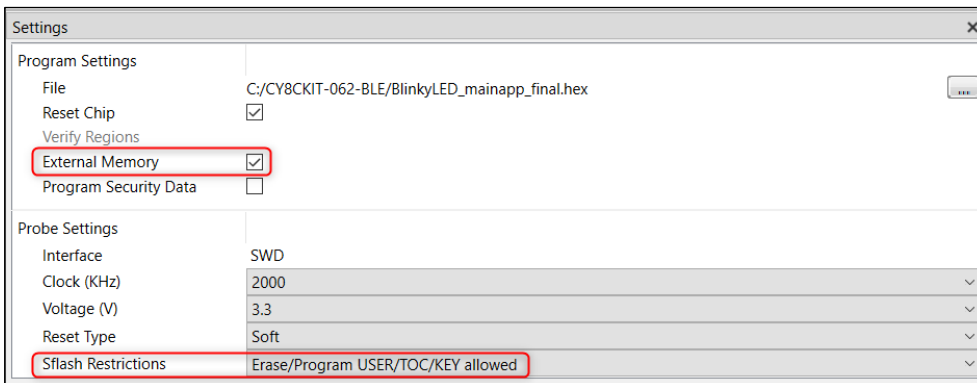 Settings
Program Settings
File C:/CY8CKIT-062-BLE/BlinkyLED_mainapp_final.hex ...
Reset Chip
Verify Regions
External Memory
Program Security Data
Probe Settings
Interface SWD
Clock (KHz) 2000
Voltage (V) 3.3
Reset Type Soft
Sflash Restrictions Erase/Program USER/TOC/KEY allowed